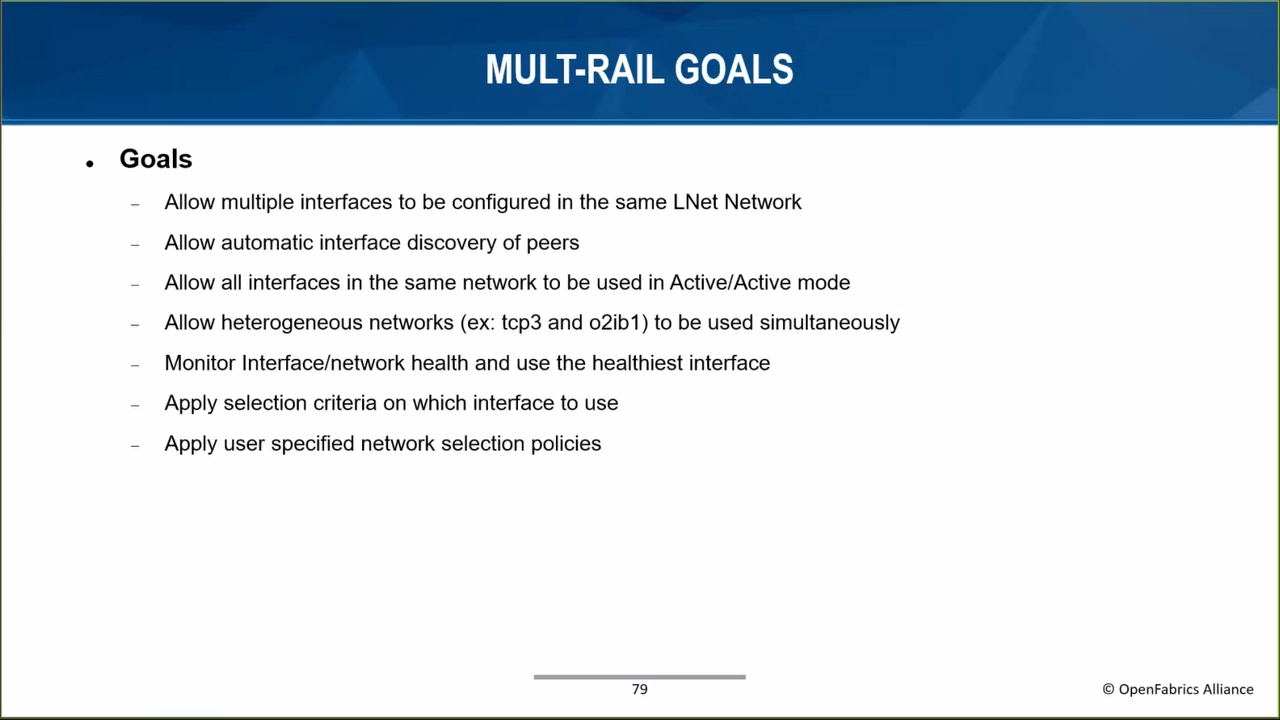 MULT-RAIL GOALS
• Goals
– Allow multiple interfaces to be configured in the same LNet Network
– Allow automatic interface discovery of peers
– Allow all interfaces in the same network to be used in Active/Active mode
– Allow heterogeneous networks (ex: tcp3 and o2ib1) to be used simultaneously
– Monitor Interface/network health and use the healthiest interface
– Apply selection criteria on which interface to use
– Apply user specified network selection policies
79
© OpenFabrics Alliance